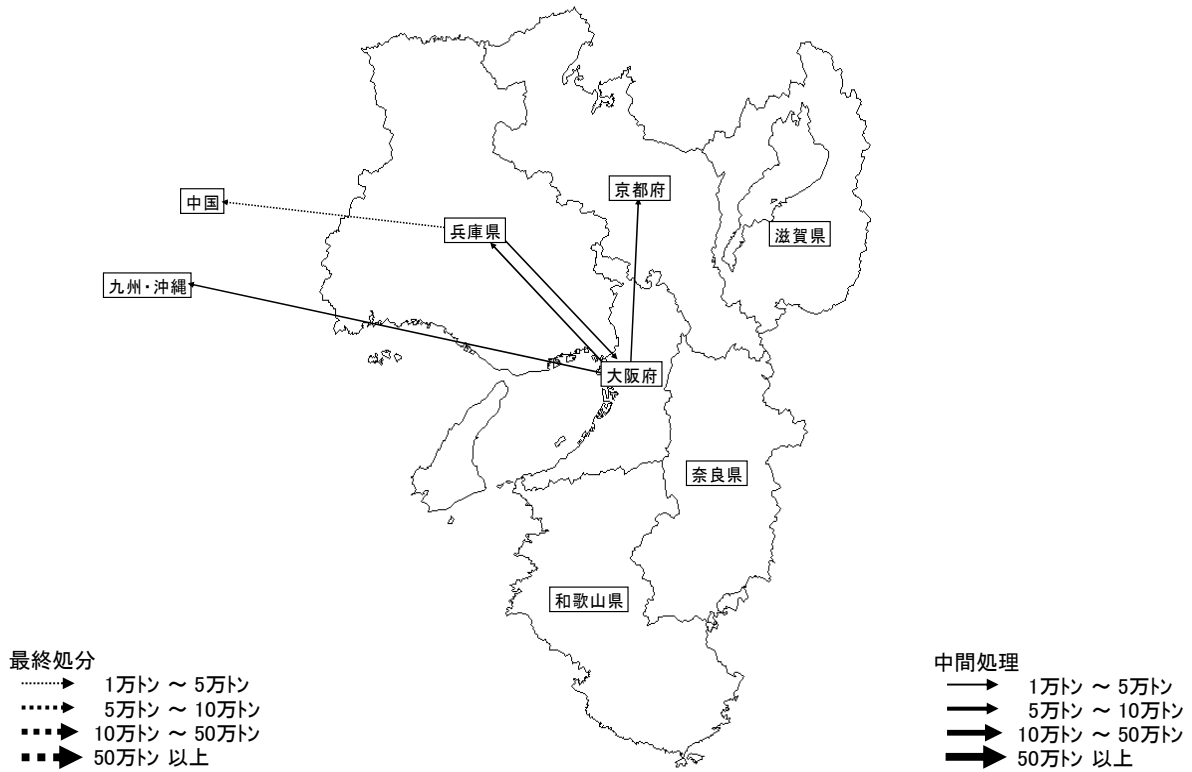 京都府
中国
兵庫県
滋賀県
九州・沖縄
大阪府
奈良県
和歌山県
最終処分
1万トン ～ 5万トン
5万トン ～ 10万トン
10万トン ～ 50万トン
50万トン 以上
中間処理
1万トン ～ 5万トン
5万トン ～ 10万トン
10万トン ～ 50万トン
50万トン 以上